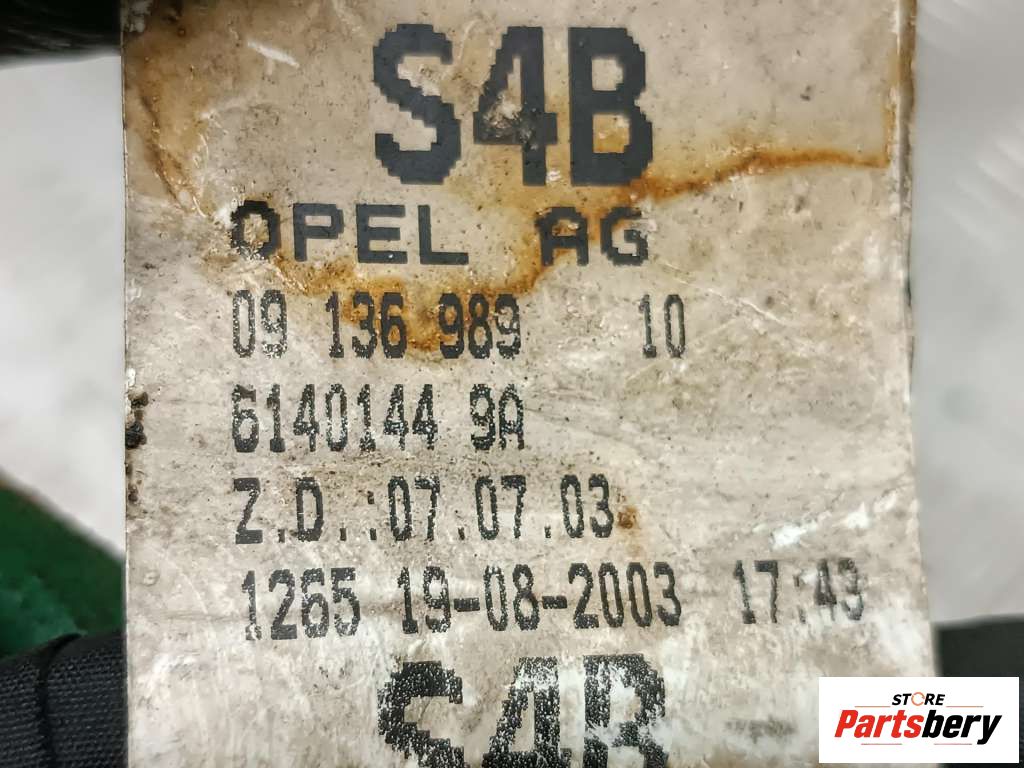 S4B
OPEL AG
09 136 989 10
6140144 9A
Z.D.:07.07.03
1265 19-08-2003 17:49
S4B
STORE
Partsbery